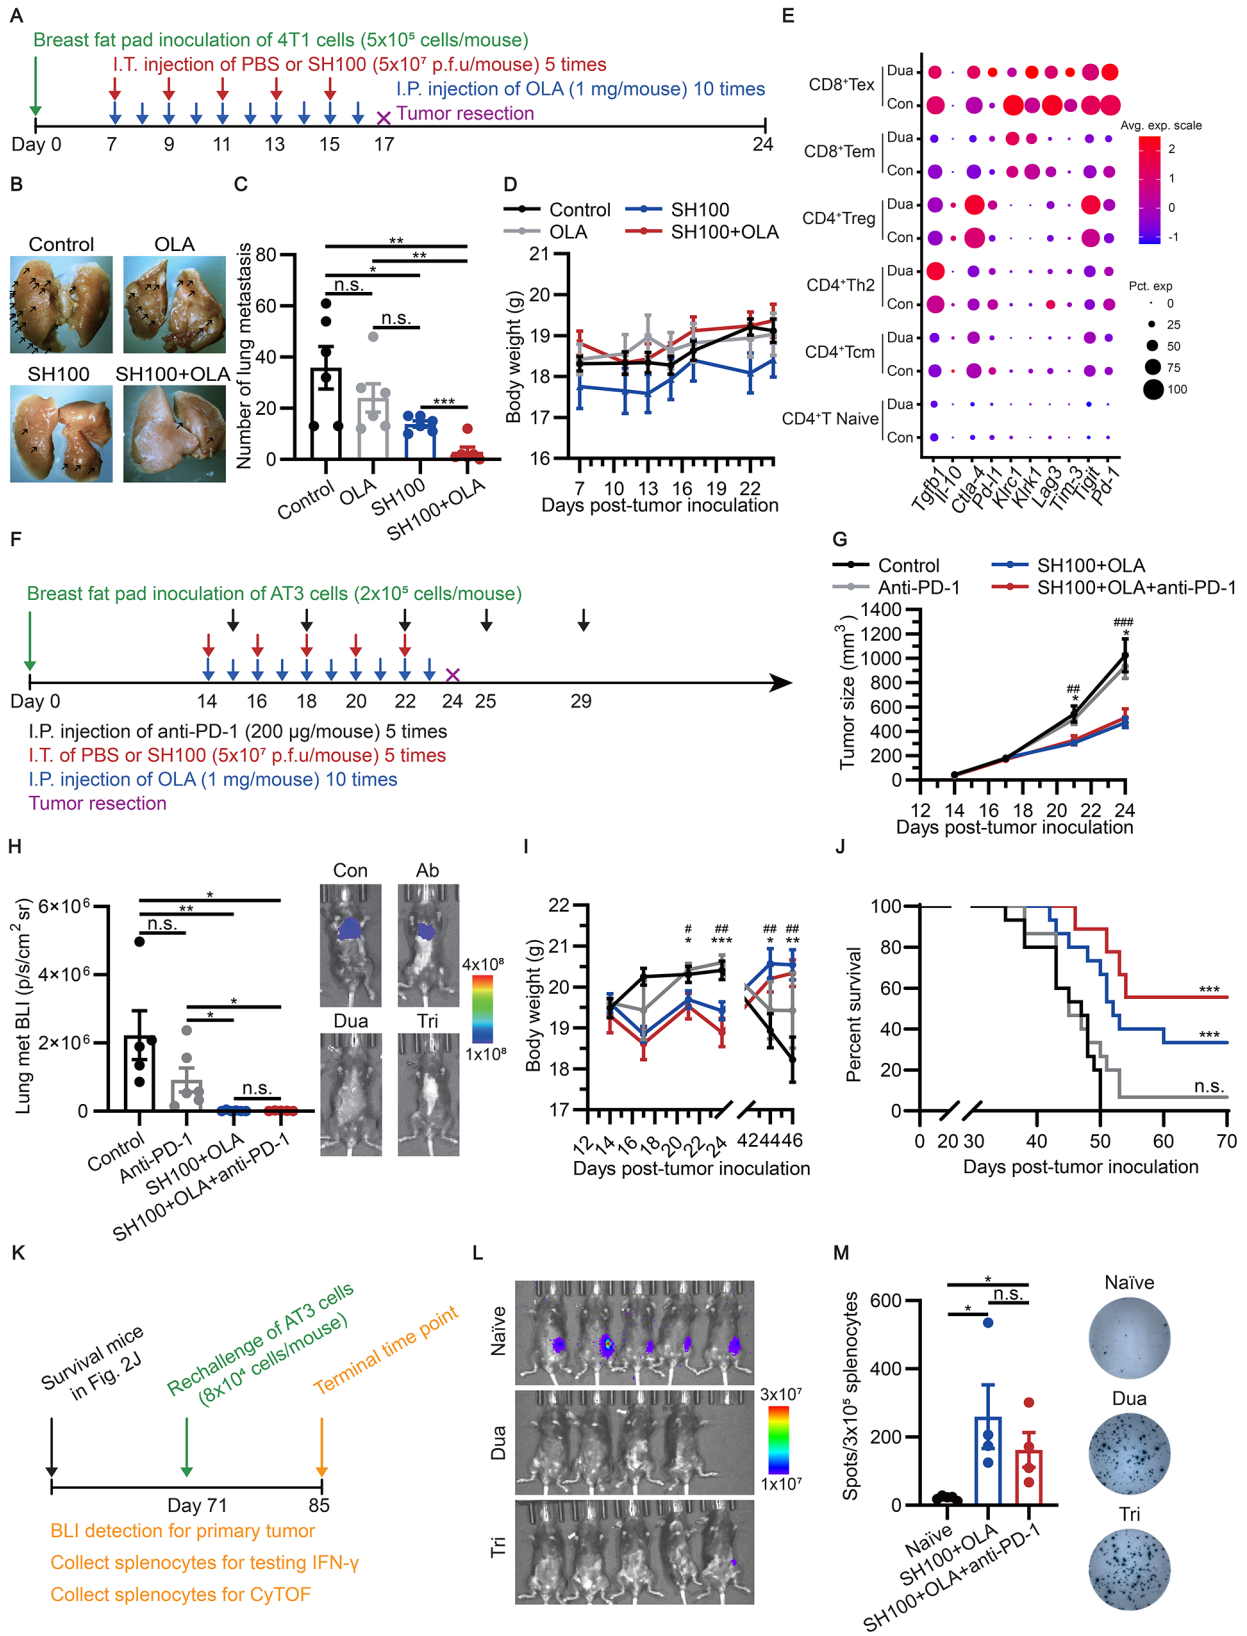 A
Breast fat pad inoculation of 4T1 cells (5x10⁵ cells/mouse)
I.T. injection of PBS or SH100 (5x10⁷ p.f.u/mouse) 5 times
I.P. injection of OLA (1 mg/mouse) 10 times
Tumor resection
Day 0 7 9 11 13 15 17 24
B
Control OLA
SH100 SH100+OLA
C
Number of lung metastasis
80
60
40
20
0
** 
**
*
n.s.
n.s.
***
Control OLA SH100 SH100+OLA
D
Control SH100
OLA SH100+OLA
Body weight (g)
21
20
19
18
17
16
7 10 13 16 19 22
Days post-tumor inoculation
E
CD8⁺Tex Dua
Con
CD8⁺Tem Dua
Con
CD4⁺Treg Dua
Con
CD4⁺Th2 Dua
Con
CD4⁺Tcm Dua
Con
CD4⁺T Naive Dua
Con
Tgfb1 Il-10 Ctla-4 Pd-l1 Klrc1 Klrk1 Lag3 Tim-3 Tigit Pd-1
Avg. exp. scale
2
1
0
-1
Pct. exp
0
25
50
75
100
F
Breast fat pad inoculation of AT3 cells (2x10⁵ cells/mouse)
Day 0 14 16 18 20 22 24 25 29
I.P. injection of anti-PD-1 (200 µg/mouse) 5 times
I.T. of PBS or SH100 (5x10⁷ p.f.u/mouse) 5 times
I.P. injection of OLA (1 mg/mouse) 10 times
Tumor resection
G
Control SH100+OLA
Anti-PD-1 SH100+OLA+anti-PD-1
Tumor size (mm³)
1400
1200
1000
800
600
400
200
0
##
*
###
*
12 14 16 18 20 22 24
Days post-tumor inoculation
H
Lung met BLI (p/s/cm² sr)
6×10⁶
4×10⁶
2×10⁶
0
*
**
n.s.
*
*
n.s.
Control Anti-PD-1 SH100+OLA SH100+OLA+anti-PD-1
Con Ab
Dua Tri
4x10⁸
1x10⁸
I
Body weight (g)
22
21
20
19
18
17
#
*
##
***
##
*
##
**
12 14 16 18 20 22 24 42 44 46
Days post-tumor inoculation
J
Percent survival
100
80
60
40
20
0
***
***
n.s.
0 20 30 40 50 60 70
Days post-tumor inoculation
K
Survival mice
in Fig. 2J
Rechallenge of AT3 cells
(8x10⁴ cells/mouse)
Terminal time point
Day 71 85
BLI detection for primary tumor
Collect splenocytes for testing IFN-γ
Collect splenocytes for CyTOF
L
Naïve
Dua
Tri
3x10⁷
1x10⁷
M
Spots/3x10⁵ splenocytes
600
400
200
0
*
n.s.
*
Naïve SH100+OLA SH100+OLA+anti-PD-1
Naïve
Dua
Tri